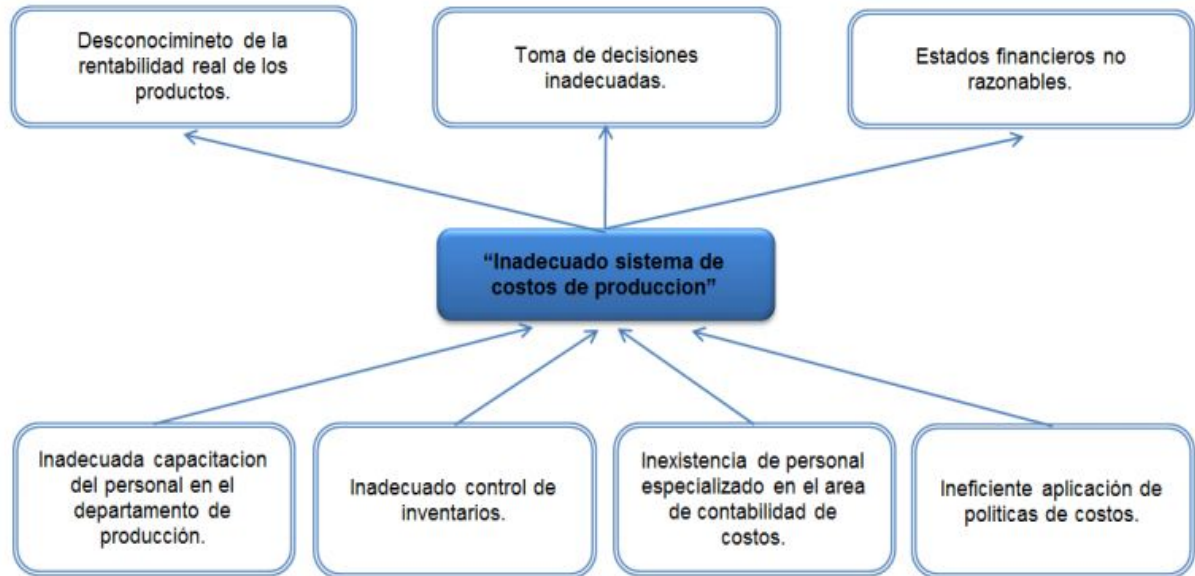 Desconocimineto de la
rentabilidad real de los
productos.
Toma de decisiones
inadecuadas.
Estados financieros no
razonables.
“Inadecuado sistema de
costos de produccion”
Inadecuada capacitacion
del personal en el
departamento de
producción.
Inadecuado control de
inventarios.
Inexistencia de personal
especializado en el area
de contabilidad de
costos.
Ineficiente aplicación de
politicas de costos.